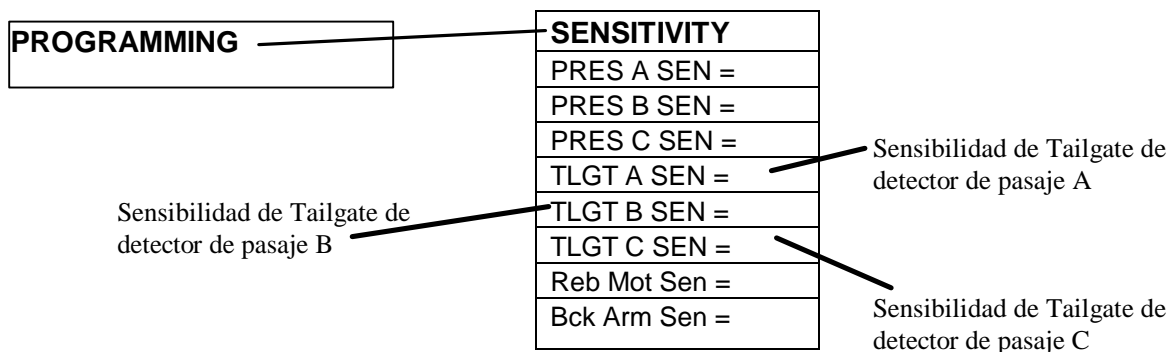 PROGRAMMING
SENSITIVITY
PRES A SEN =
PRES B SEN =
PRES C SEN =
TLGT A SEN =
TLGT B SEN =
TLGT C SEN =
Reb Mot Sen =
Bck Arm Sen =
Sensibilidad de Tailgate de
detector de pasaje A
Sensibilidad de Tailgate de
detector de pasaje B
Sensibilidad de Tailgate de
detector de pasaje C